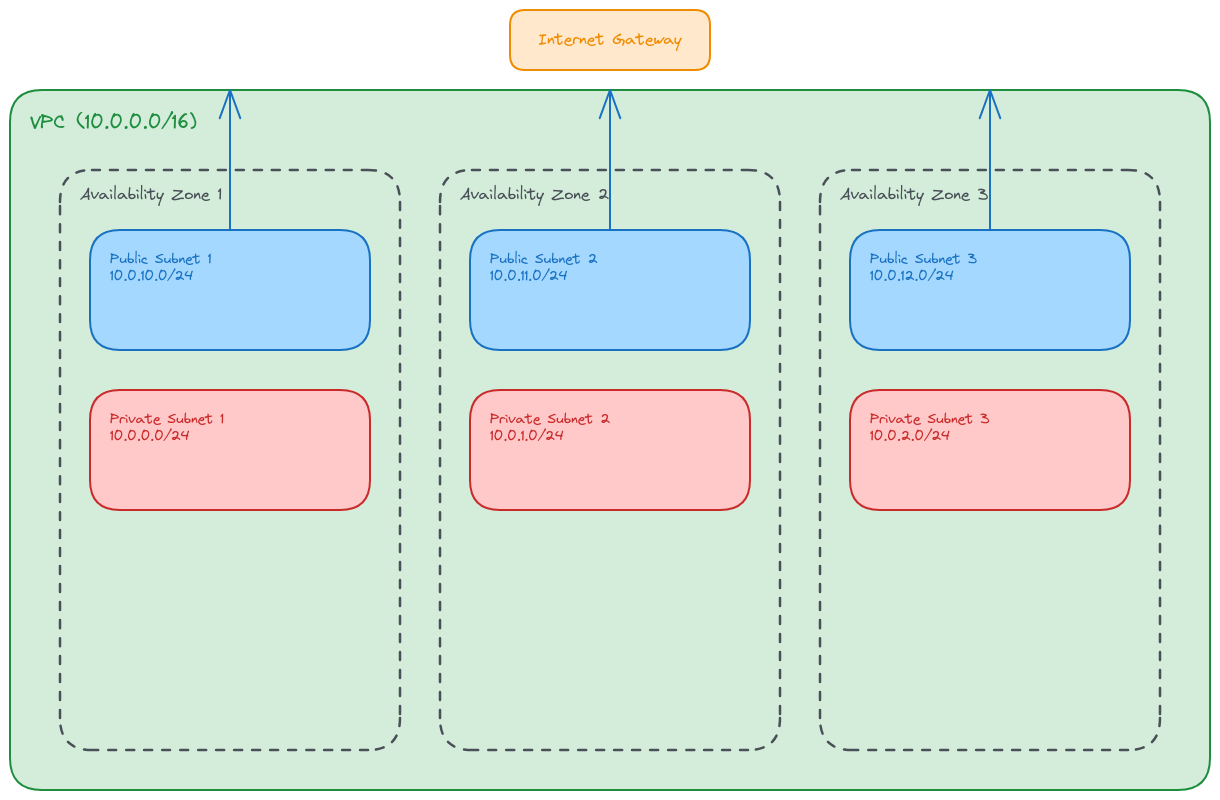 Internet Gateway
VPC (10.0.0.0/16)
Availability Zone 1
Public Subnet 1
10.0.10.0/24
Private Subnet 1
10.0.0.0/24
Availability Zone 2
Public Subnet 2
10.0.11.0/24
Private Subnet 2
10.0.1.0/24
Availability Zone 3
Public Subnet 3
10.0.12.0/24
Private Subnet 3
10.0.2.0/24